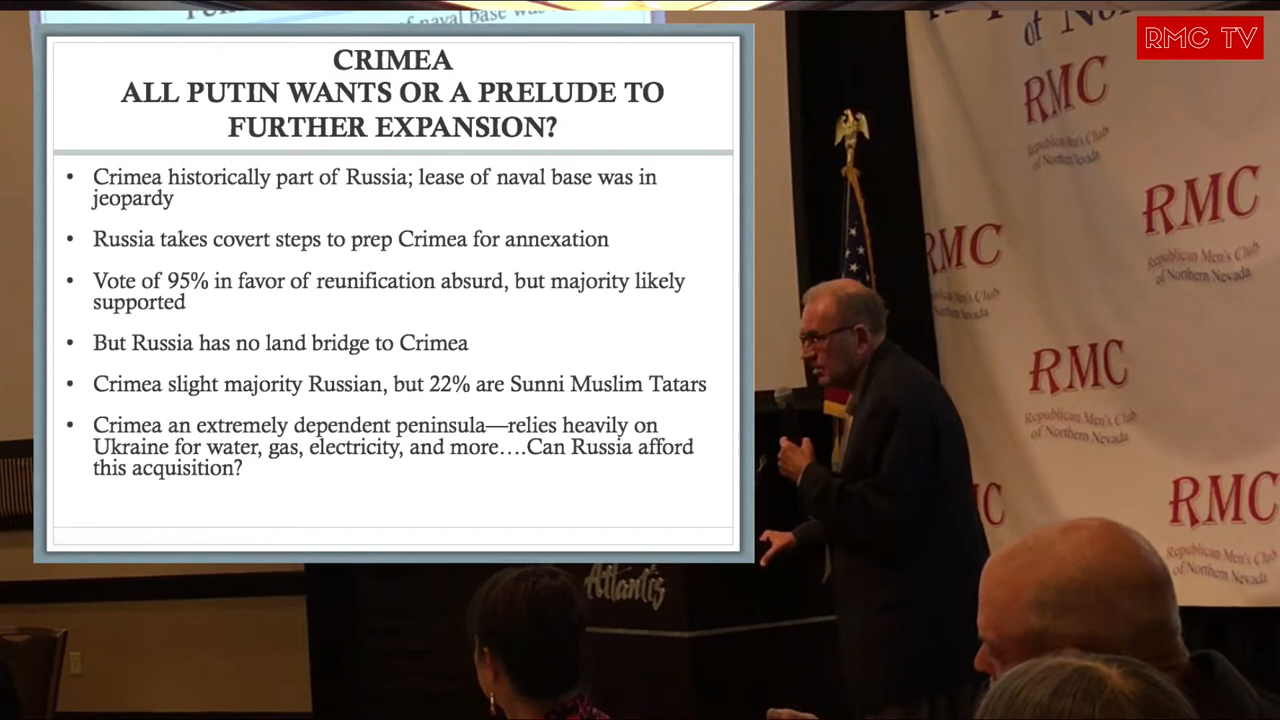 of naval base was
RMC TV
CRIMEA
ALL PUTIN WANTS OR A PRELUDE TO
FURTHER EXPANSION?
• Crimea historically part of Russia; lease of naval base was in
jeopardy
• Russia takes covert steps to prep Crimea for annexation
• Vote of 95% in favor of reunification absurd, but majority likely
supported
• But Russia has no land bridge to Crimea
• Crimea slight majority Russian, but 22% are Sunni Muslim Tatars
• Crimea an extremely dependent peninsula—relies heavily on
Ukraine for water, gas, electricity, and more….Can Russia afford
this acquisition?
of
RMC
Republican Men's Club
of Northern Nevada
RMC
Republican Men's Club
of Northern Nevada
RMC
Men's Club
Nevada
RMC
Republican Men's Club
of Northern Nevada
RMC
Republican Men's Club
of Northern Nevada
Atlantis